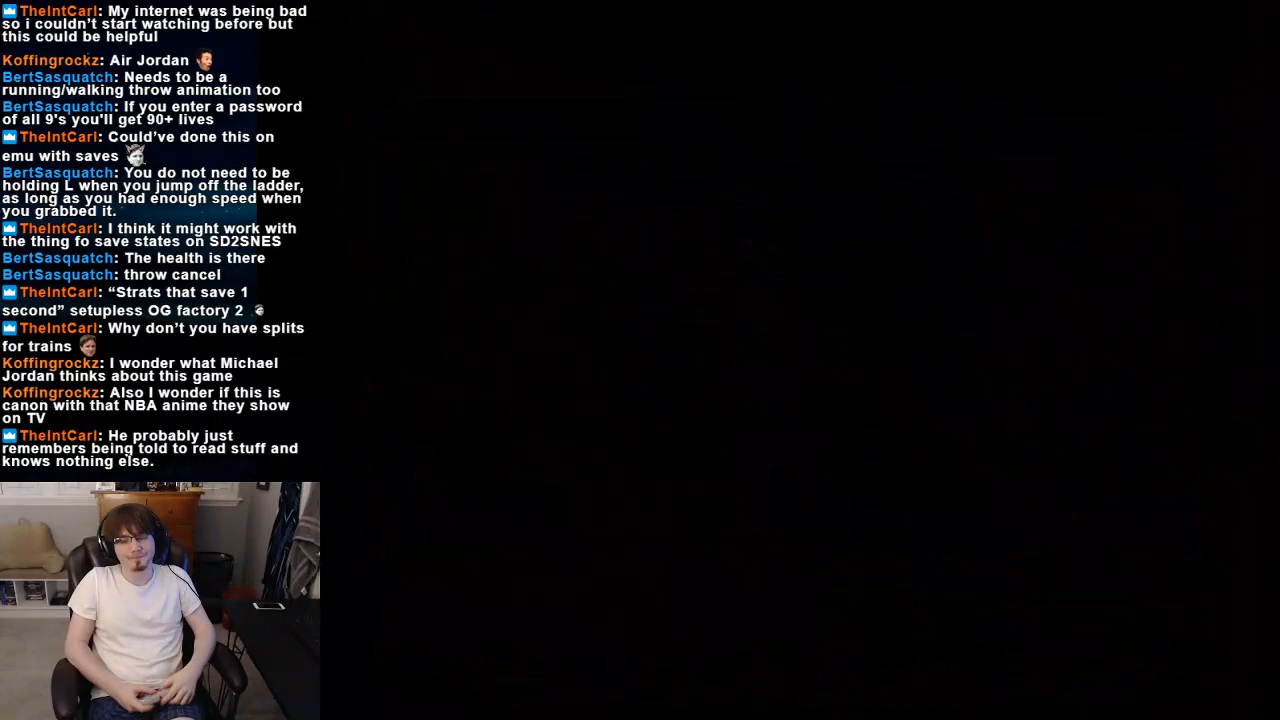 TheIntCarl: My internet was being bad
so i couldn't start watching before but
this could be helpful
Koffingrockz: Air Jordan
BertSasquatch: Needs to be a
running/walking throw animation too
BertSasquatch: If you enter a password
of all 9's you'll get 90+ lives
TheIntCarl: Could've done this on
emu with saves
BertSasquatch: You do not need to be
holding L when you jump off the ladder,
as long as you had enough speed when
you grabbed it.
TheIntCarl: I think it might work with
the thing fo save states on SD2SNES
BertSasquatch: The health is there
BertSasquatch: throw cancel
TheIntCarl: “Strats that save 1
second” setupless OG factory 2
TheIntCarl: Why don't you have splits
for trains
Koffingrockz: I wonder what Michael
Jordan thinks about this game
Koffingrockz: Also I wonder if this is
canon with that NBA anime they show
on TV
TheIntCarl: He probably just
remembers being told to read stuff and
knows nothing else.